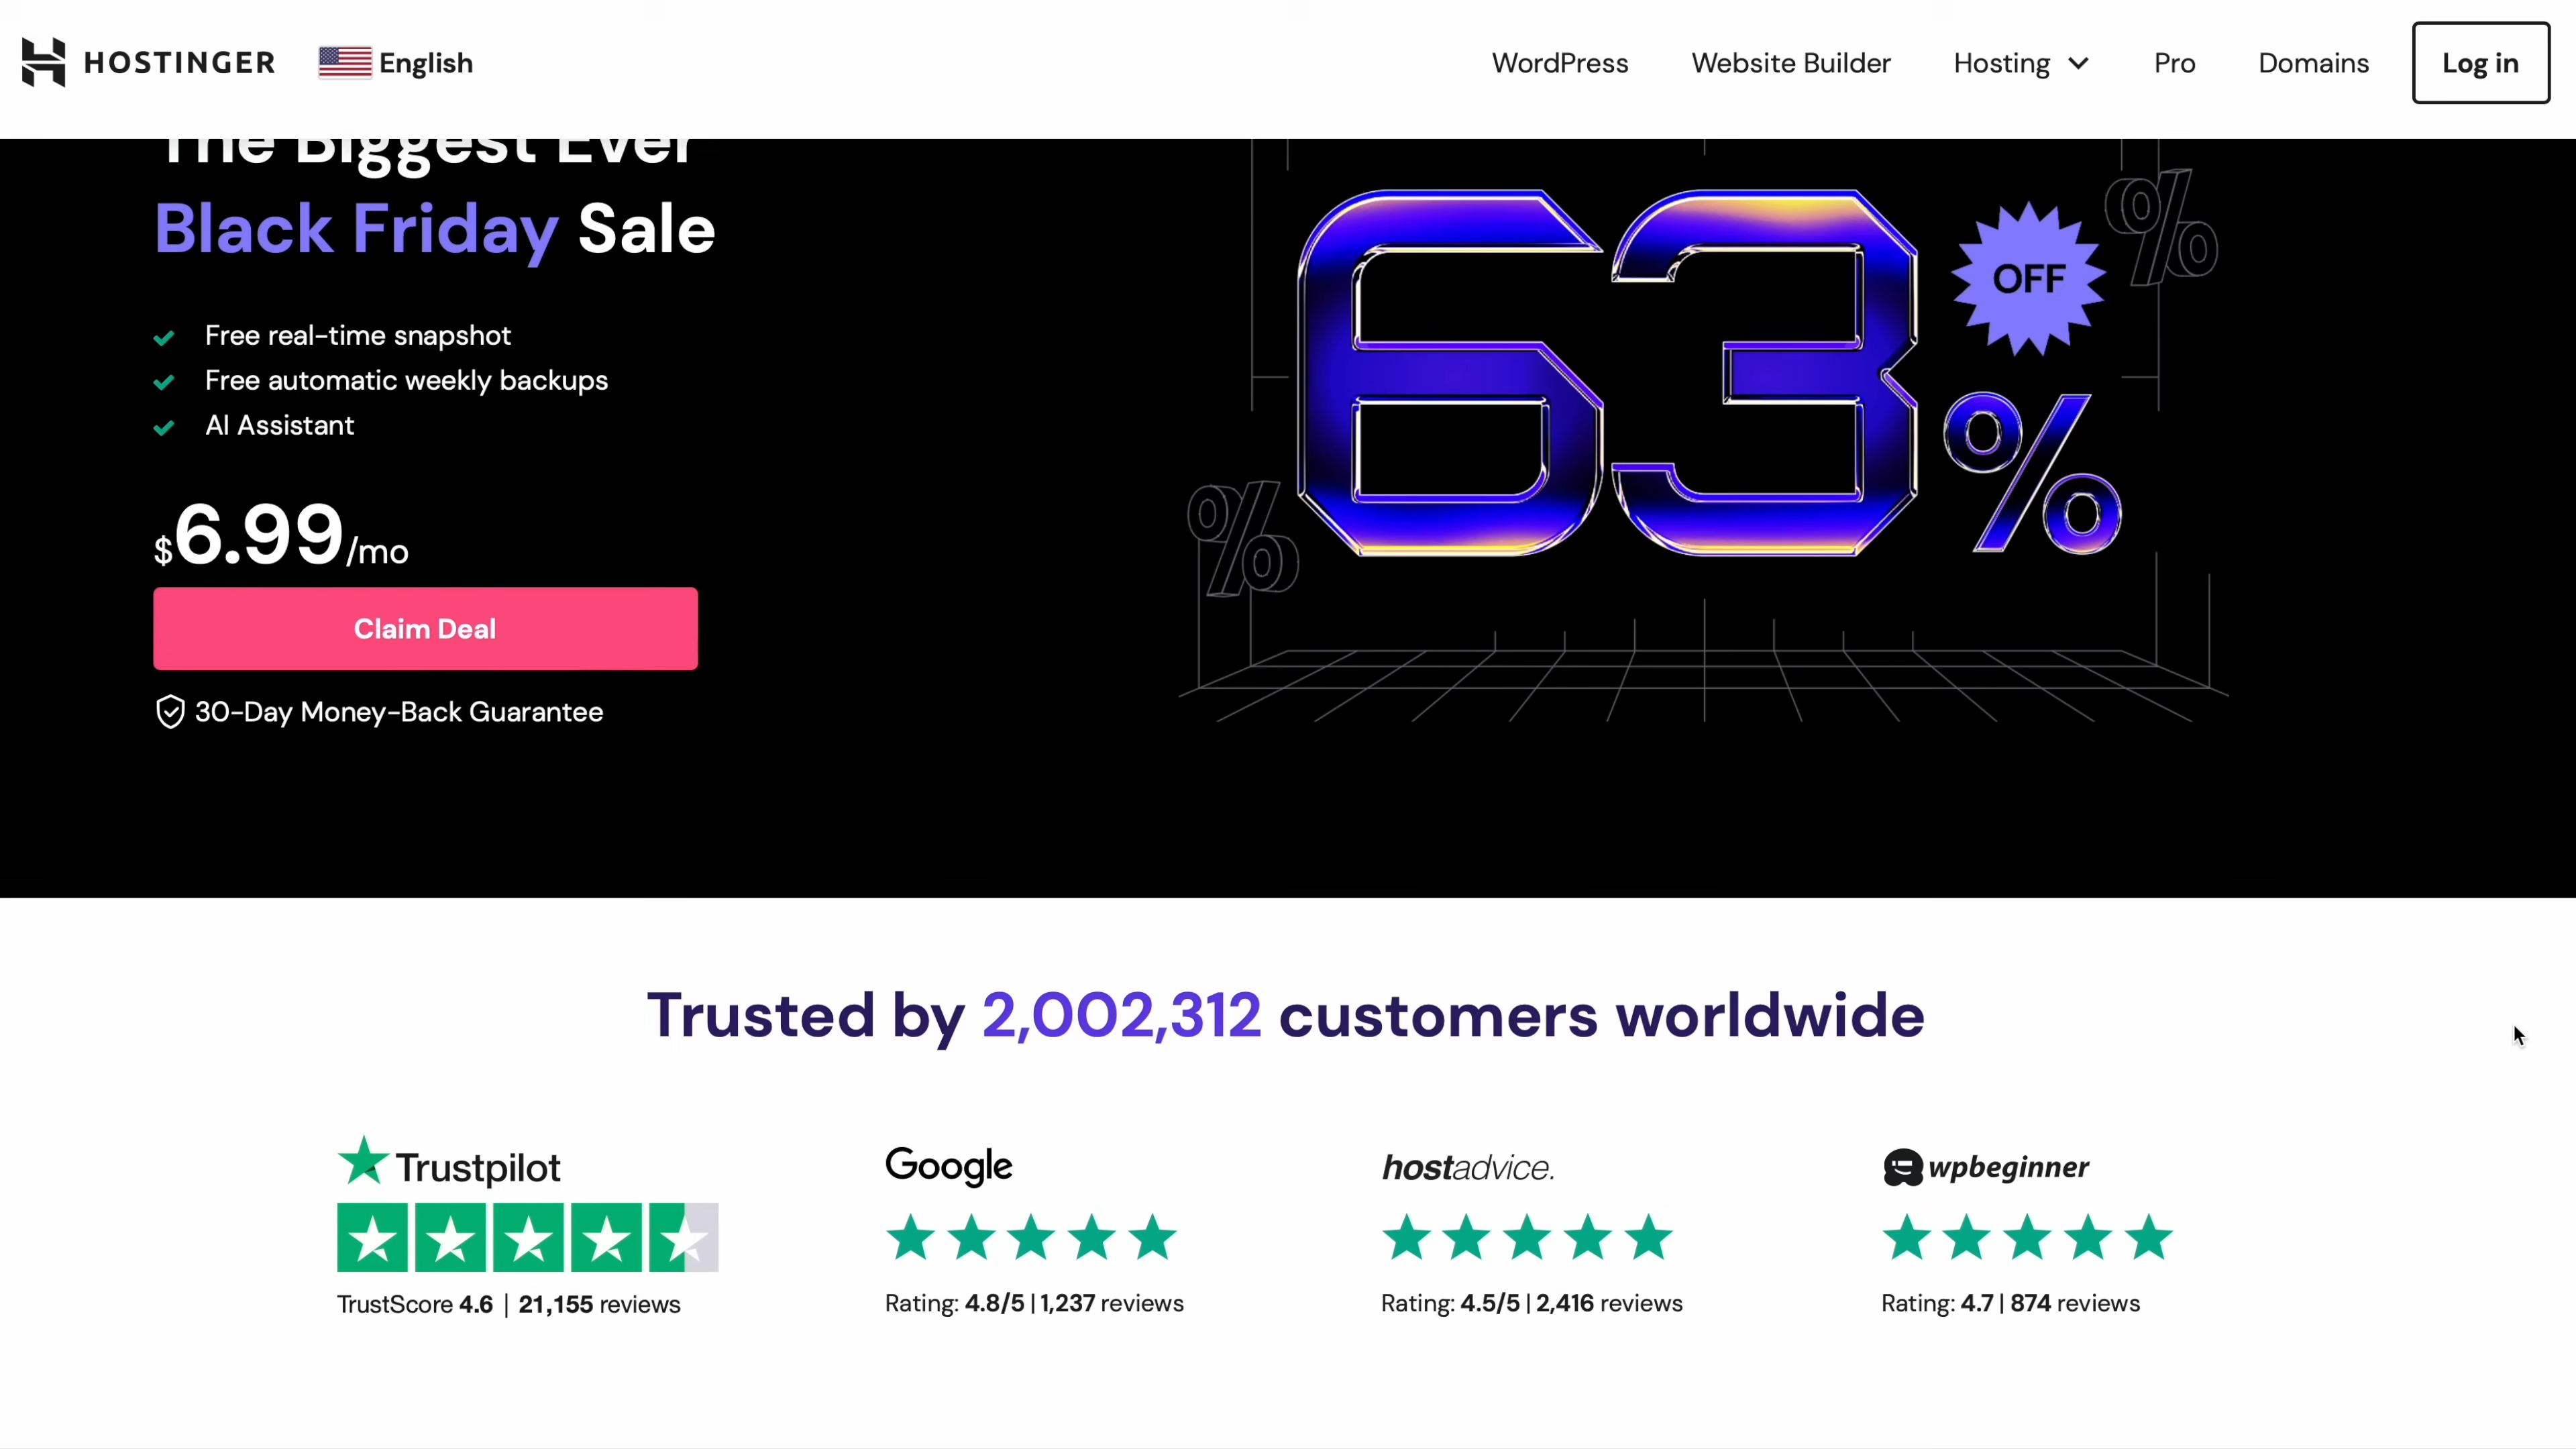 HOSTINGER
English
WordPress
Website Builder
Hosting
Pro
Domains
Log in
The Biggest Ever
Black Friday Sale
Free real-time snapshot
Free automatic weekly backups
AI Assistant
$6.99/mo
Claim Deal
30-Day Money-Back Guarantee
63%
OFF
%
%
Trusted by 2,002,312 customers worldwide
Trustpilot
TrustScore 4.6 | 21,155 reviews
Google
Rating: 4.8/5 | 1,237 reviews
hostadvice.
Rating: 4.5/5 | 2,416 reviews
wpbeginner
Rating: 4.7 | 874 reviews